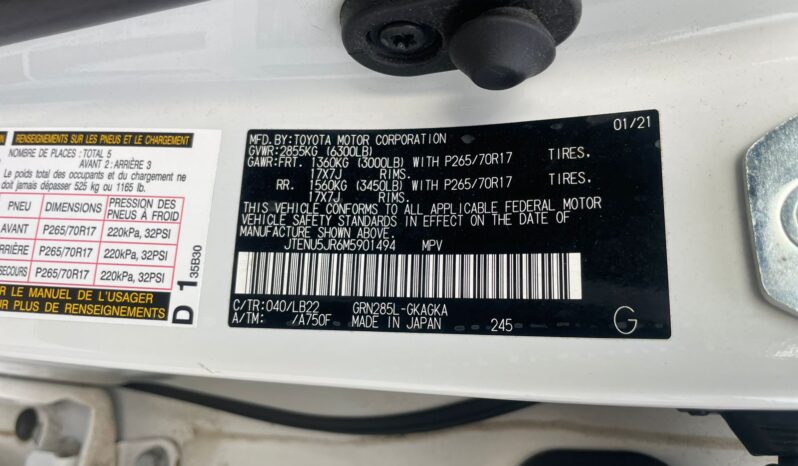 RENSEIGNEMENTS SUR LES PNEUS ET LE CHARGEMENT
NOMBRE DE PLACES : TOTAL 5
AVANT 2 : ARRIÈRE 3
Le poids total des occupants et du chargement ne
doit jamais dépasser 525 kg ou 1165 lb.
PNEU DIMENSIONS PRESSION DES PNEUS À FROID
AVANT P265/70R17 220kPa, 32PSI
ARRIÈRE P265/70R17 220kPa, 32PSI
SECOURS P265/70R17 220kPa, 32PSI
LE MANUEL DE L'USAGER
POUR PLUS DE RENSEIGNEMENTS
D 1 35B30
MFD.BY:TOYOTA MOTOR CORPORATION 01/21
GVWR:2855KG (6300LB)
GAWR:FRT. 1360KG (3000LB) WITH P265/70R17 TIRES.
17X7J RIMS.
RR. 1560KG (3450LB) WITH P265/70R17 TIRES.
17X7J RIMS.
THIS VEHICLE CONFORMS TO ALL APPLICABLE FEDERAL MOTOR
VEHICLE SAFETY STANDARDS IN EFFECT ON THE DATE OF
MANUFACTURE SHOWN ABOVE.
JTENU5JR6M5901494 MPV
C/TR:040/LB22 GRN285L-GKAGKA
A/TM: /A750F MADE IN JAPAN 245 G